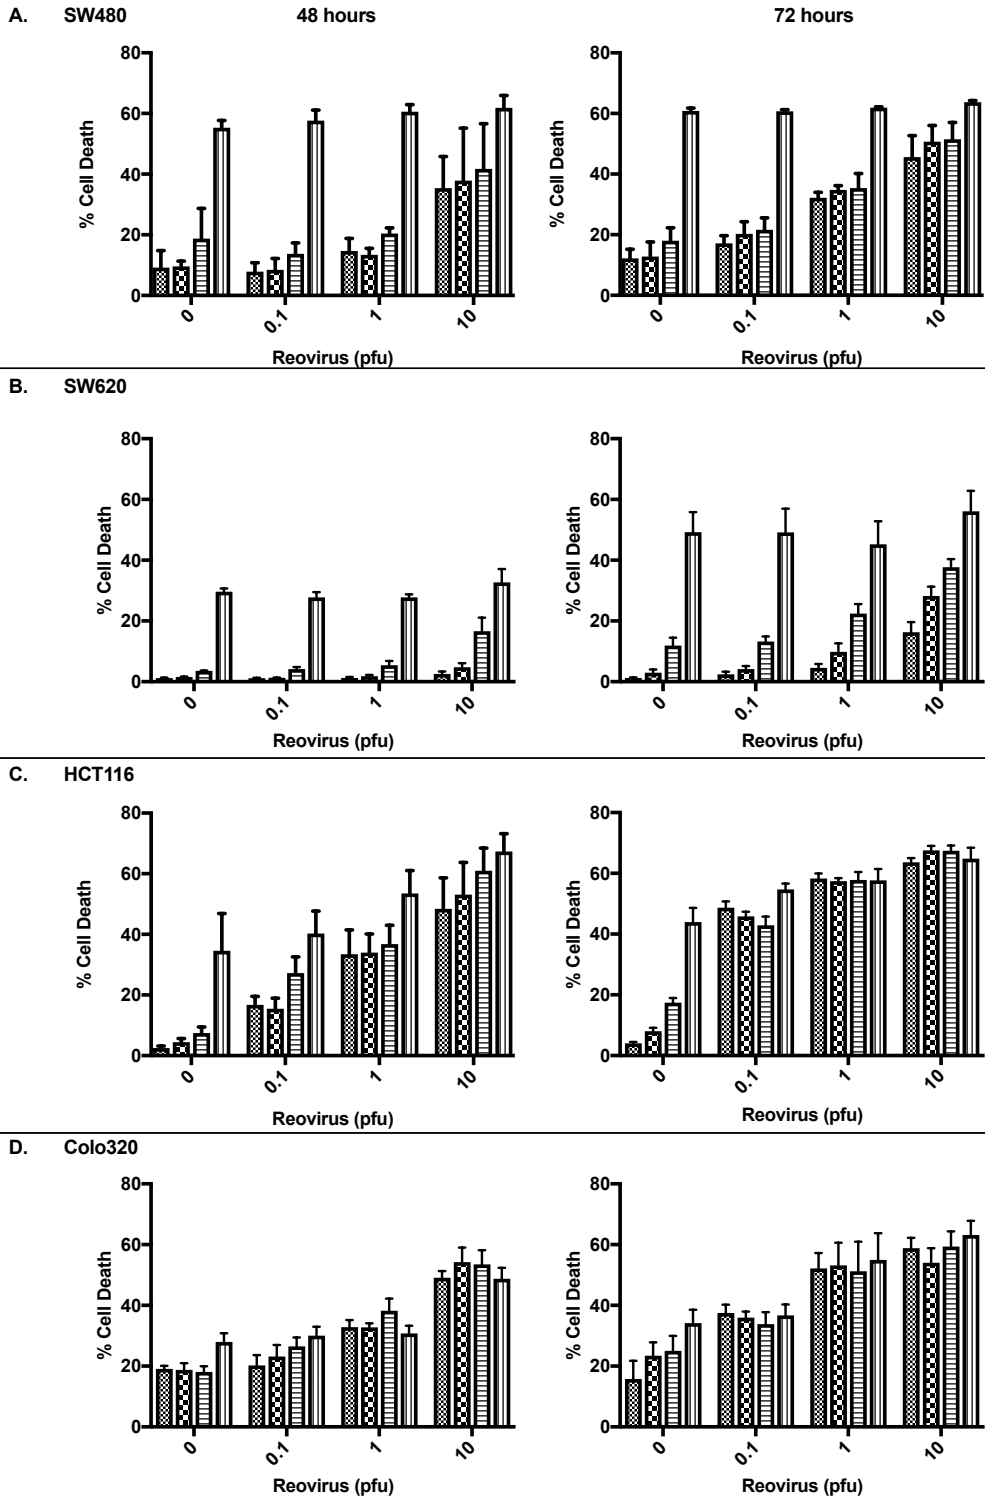 A. SW480 48 hours 72 hours
80 80
60 60
40 40
20 20
0 0
% Cell Death % Cell Death
0 0.1 1 10 0 0.1 1 10
Reovirus (pfu) Reovirus (pfu)
B. SW620
80 80
60 60
40 40
20 20
0 0
% Cell Death % Cell Death
0 0.1 1 10 0 0.1 1 10
Reovirus (pfu) Reovirus (pfu)
C. HCT116
80 80
60 60
40 40
20 20
0 0
% Cell Death % Cell Death
0 0.1 1 10 0 0.1 1 10
Reovirus (pfu) Reovirus (pfu)
D. Colo320
80 80
60 60
40 40
20 20
0 0
% Cell Death % Cell Death
0 0.1 1 10 0 0.1 1 10
Reovirus (pfu) Reovirus (pfu)